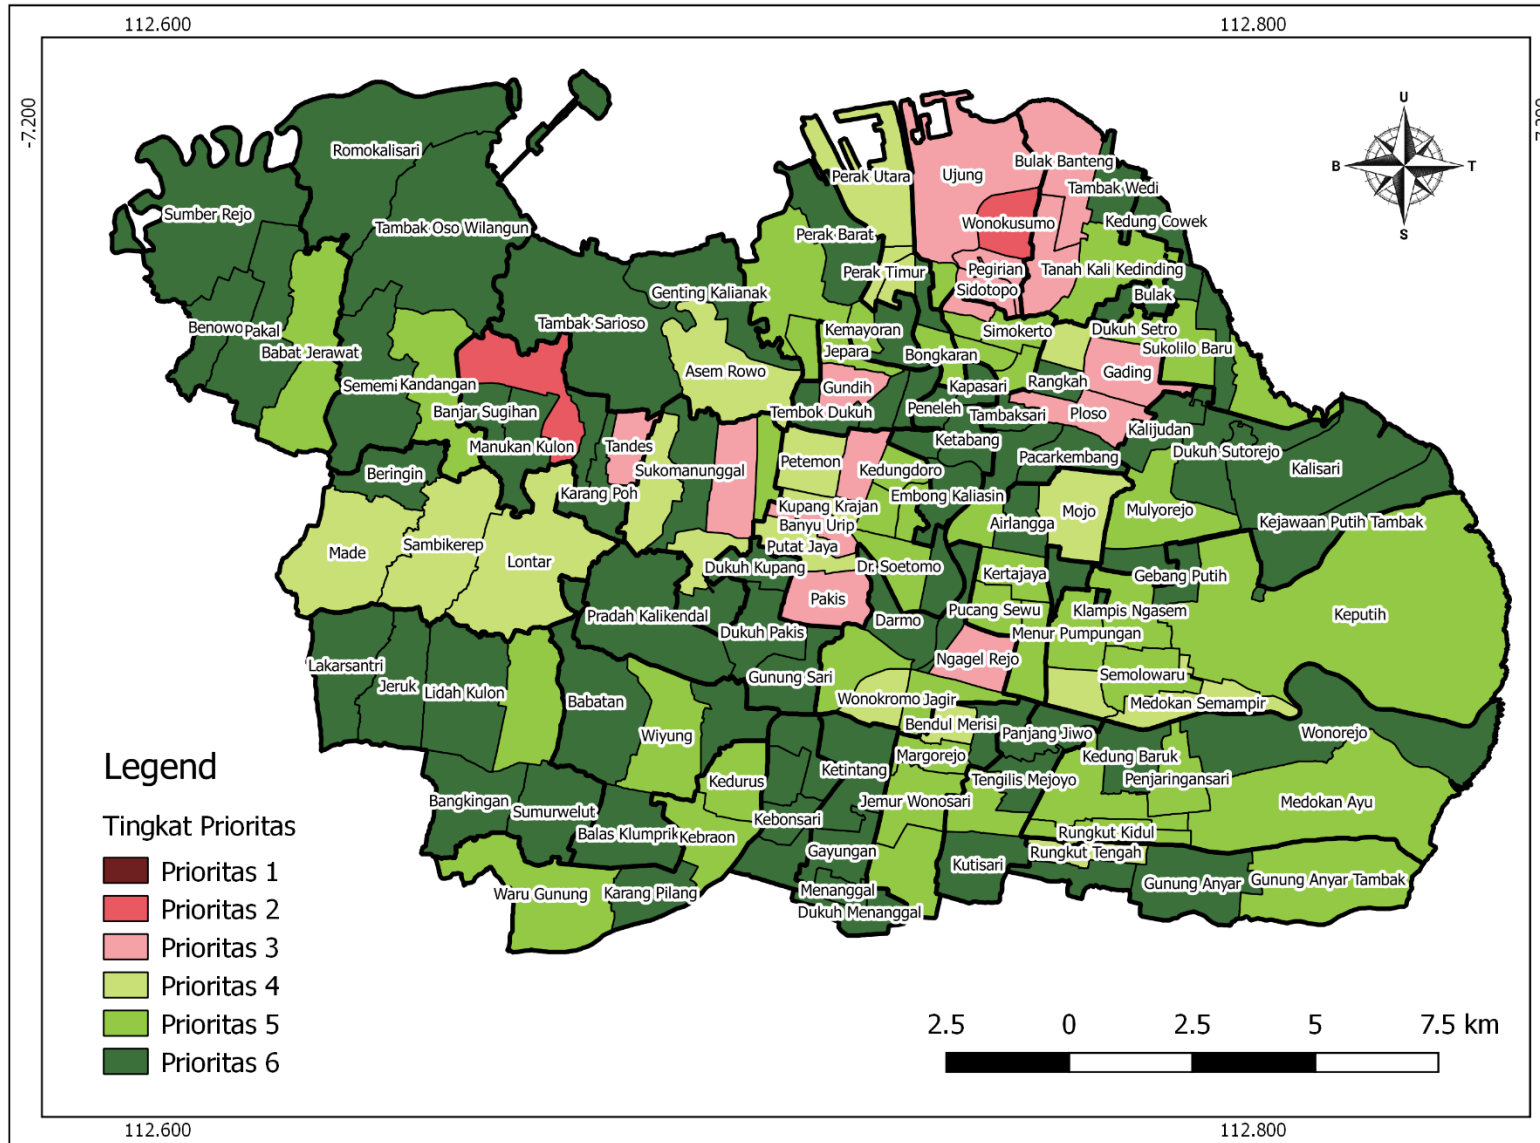 112.600
112.800
-7.200
U
B
T
S
Romokalisari
Sumber Rejo
Tambak Oso Wilangun
Perak Utara
Ujung
Bulak Banteng
Tambak Wedi
Wonokusumo
Kedung Cowek
Perak Barat
Perak Timur
Pegirian
Tanah Kali Kedinding
Sidotopo
Genting Kalianak
Bulak
Tambak Sarioso
Benowo
Pakal
Babat Jerawat
Kemayoran
Simokerto
Dukuh Setro
Sukolilo Baru
Jepara
Bongkaran
Asem Rowo
Gading
Sememi
Kandangan
Gundih
Kapasari
Rangkah
Banjar Sugihan
Tembok Dukuh
Peneleh
Tambaksari
Ploso
Kalijudan
Manukan Kulon
Tandes
Ketabang
Pacarkembang
Dukuh Sutorejo
Kalisari
Beringin
Sukomanunggal
Petemon
Kedungdoro
Karang Poh
Embong Kaliasin
Kupang Krajan
Banyu Urip
Airlangga
Mojo
Mulyorejo
Kejawaan Putih Tambak
Made
Sambikerep
Lontar
Putat Jaya
Dukuh Kupang
Dr. Soetomo
Kertajaya
Gebang Putih
Pakis
Pradah Kalikendal
Dukuh Pakis
Darmo
Pucang Sewu
Klampis Ngasem
Menur Pumpungan
Keputih
Lakarsantri
Jeruk
Lidah Kulon
Gunung Sari
Ngagel Rejo
Semolowaru
Babatan
Wonokromo
Jagir
Medokan Semampir
Wiyung
Bendul Merisi
Panjang Jiwo
Wonorejo
Kedurus
Ketintang
Margorejo
Kedung Baruk
Tengilis Mejoyo
Penjaringansari
Bangkingan
Sumurwelut
Jemur Wonosari
Medokan Ayu
Balas Klumprik
Kebraon
Kebonsari
Rungkut Kidul
Gayungan
Rungkut Tengah
Kutisari
Waru Gunung
Karang Pilang
Menanggal
Dukuh Menanggal
Gunung Anyar
Gunung Anyar Tambak
Legend
Tingkat Prioritas
Prioritas 1
Prioritas 2
Prioritas 3
Prioritas 4
Prioritas 5
Prioritas 6
2.5 0 2.5 5 7.5 km
112.600
112.800